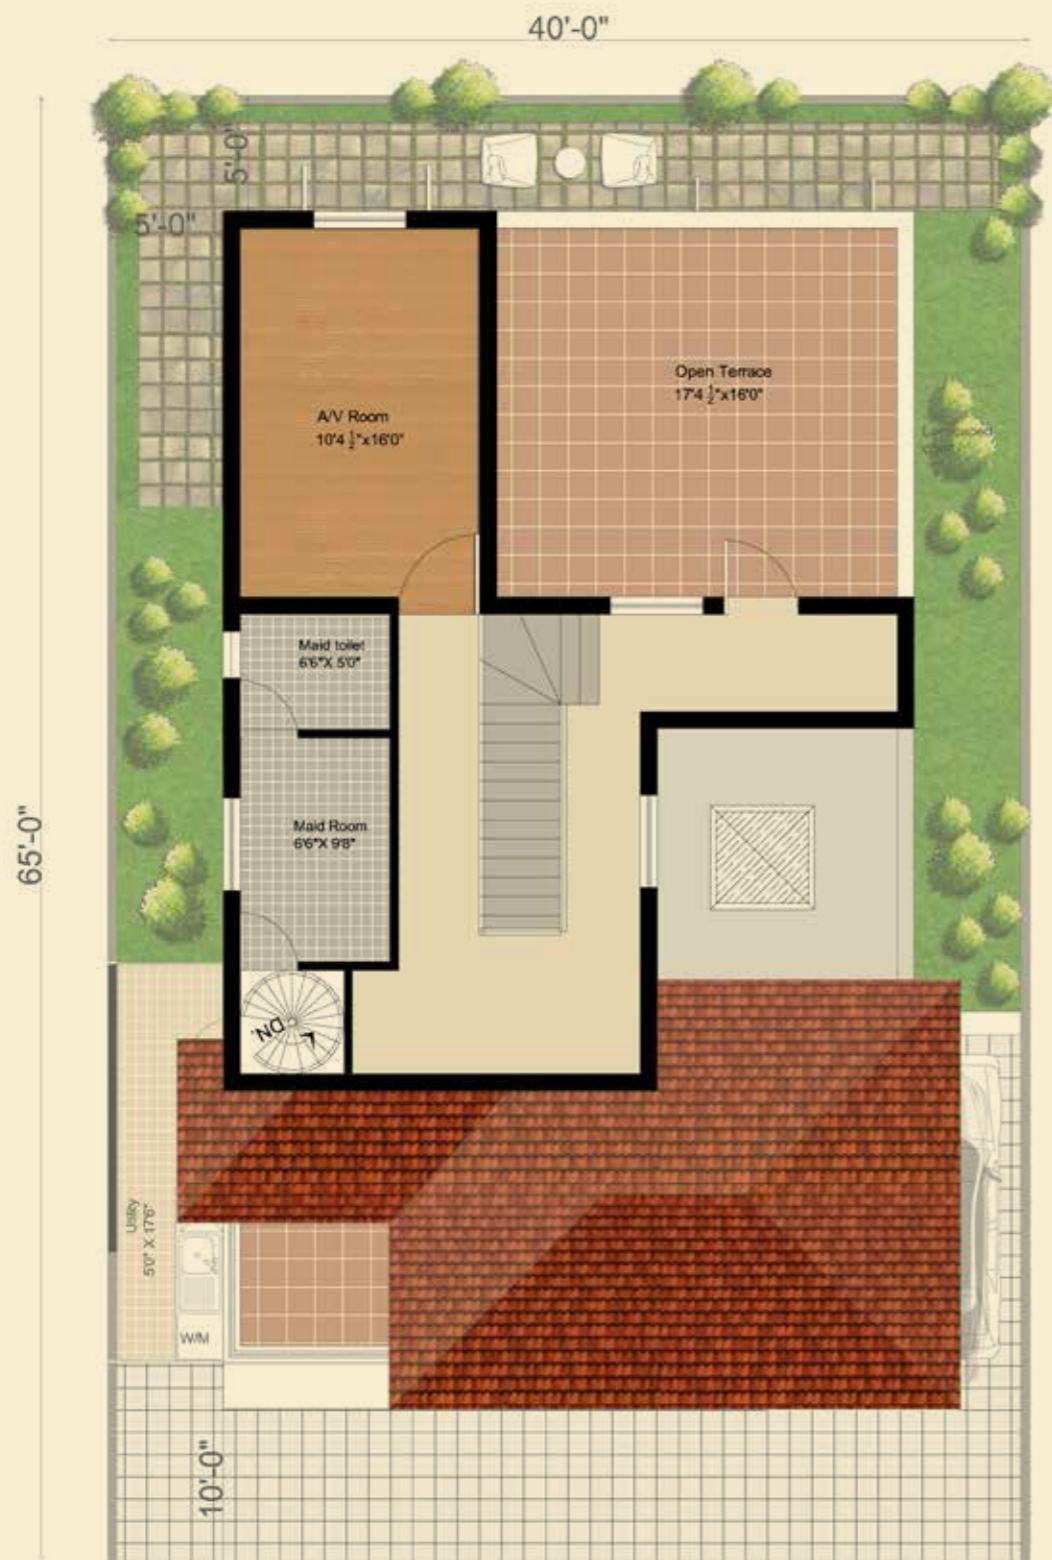 40'-0"
5'-0"
5'-0"
Open Terrace
17'4 ½"x16'0"
A/V Room
10'4 ½"x16'0"
Maid toilet
6'6"X 5'0"
65'-0"
Maid Room
6'6"X 9'8"
DN.
Utility
5'0" X 17'6"
W/M
10'-0"